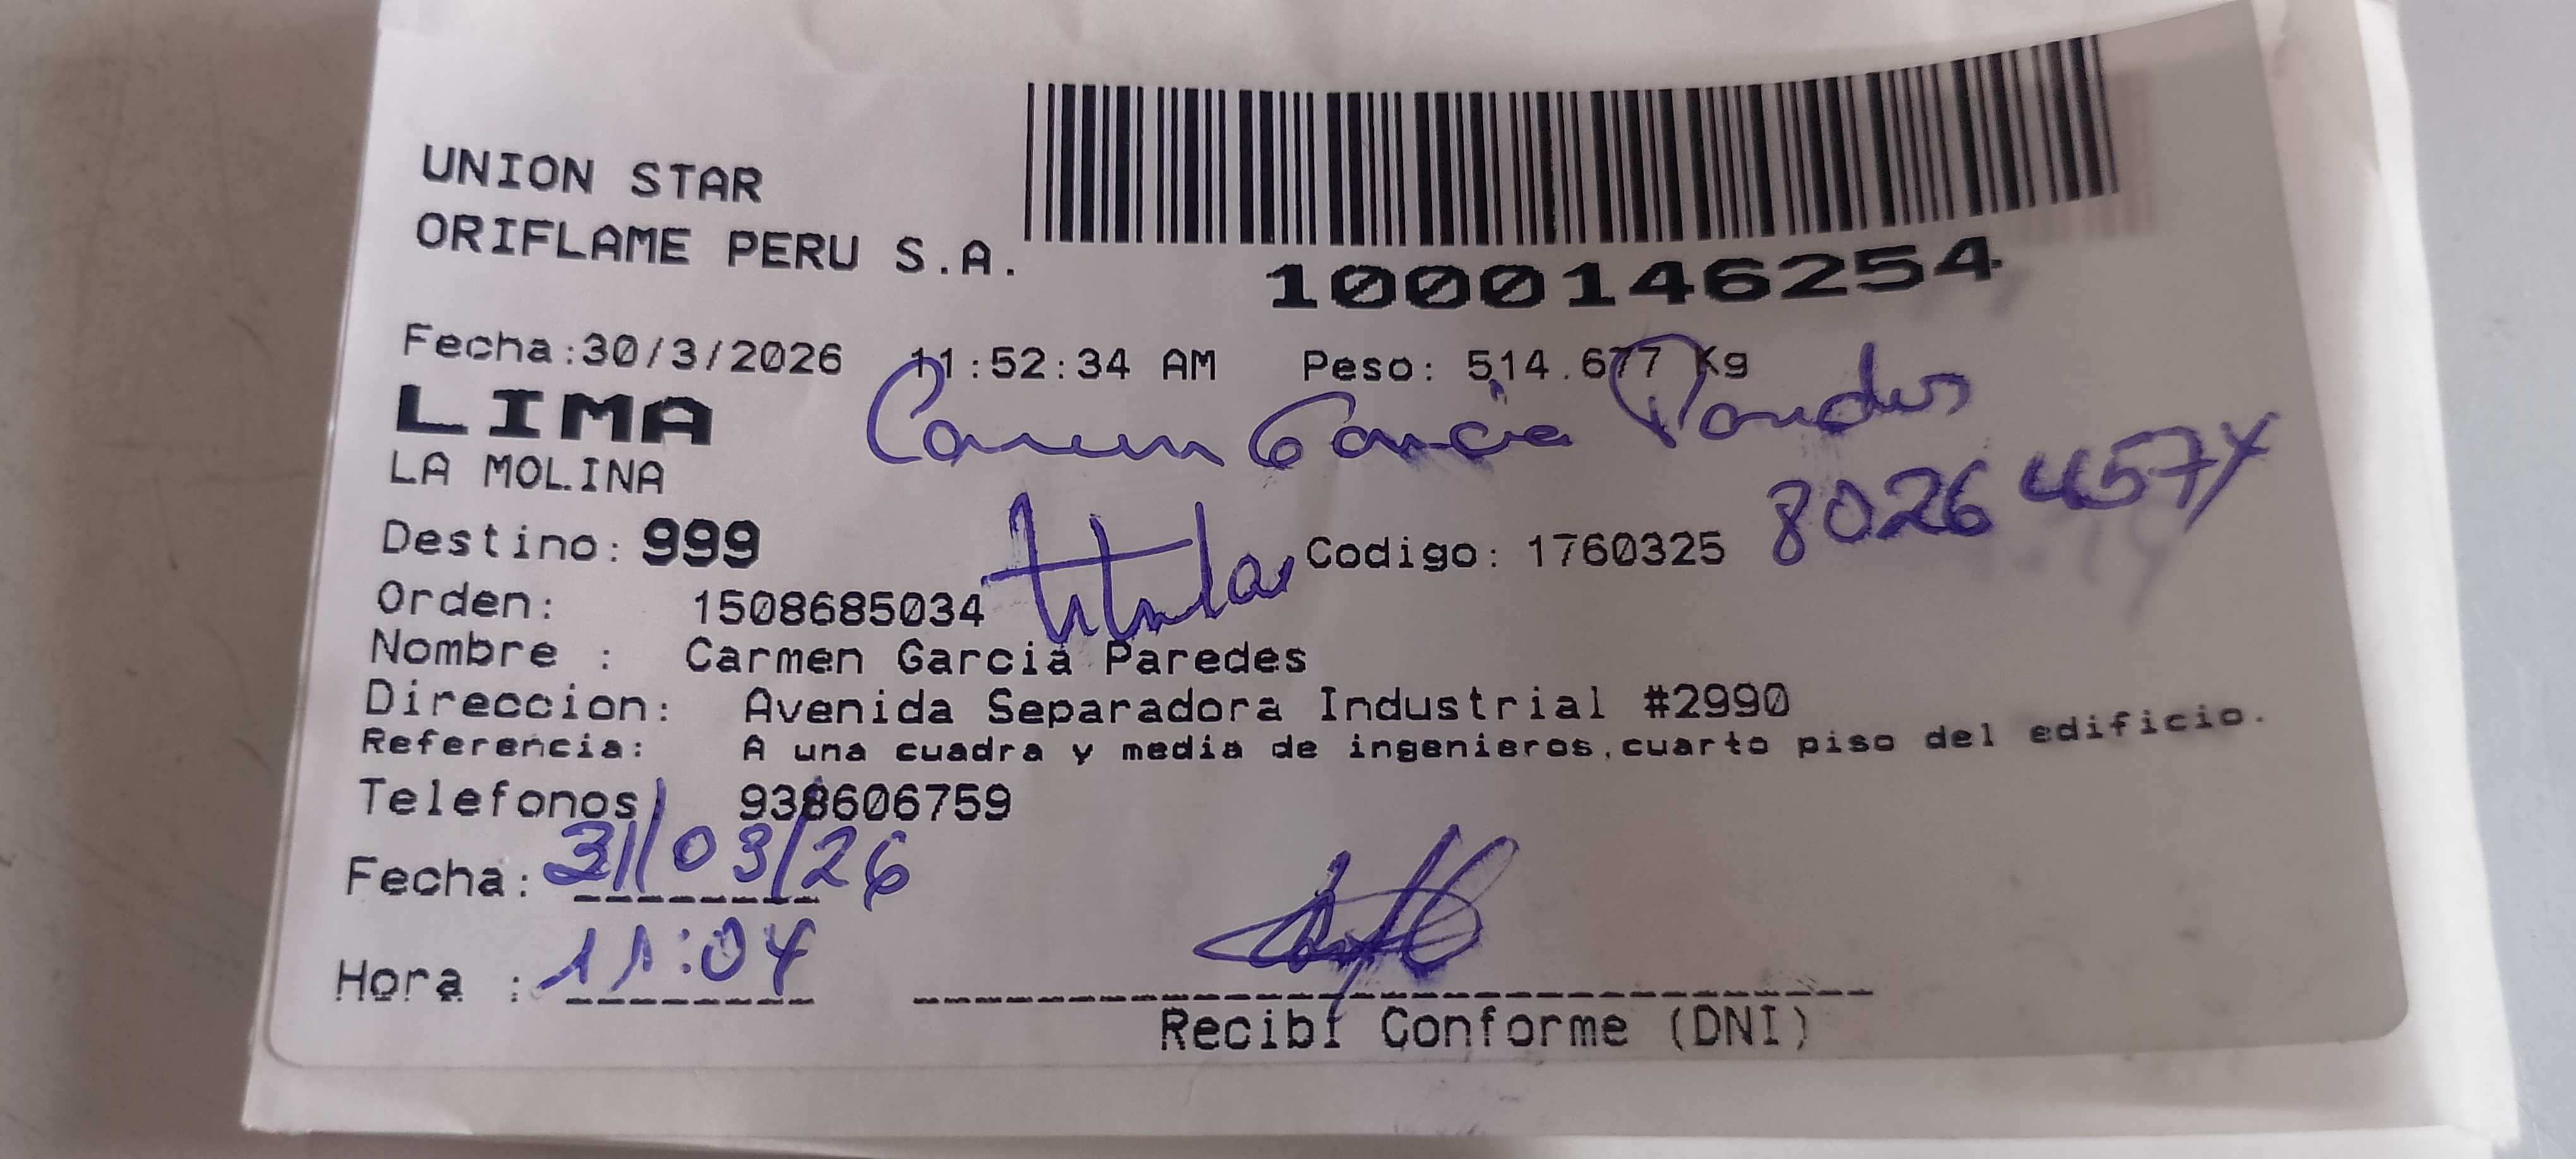 UNION STAR
ORIFLAME PERU S.A.
1000146254
Fecha:30/3/2026 11:52:34 AM Peso: 514.677 Kg
LIMA
Carmen Garcia Paredes
LA MOLINA
80264577
Destino: 999
titular
Codigo: 1760325
Orden: 1508685034
Nombre : Carmen Garcia Paredes
Direccion: Avenida Separadora Industrial #2990
Referencia: A una cuadra y media de ingenieros,cuarto piso del edificio.
Telefonos 938606759
Fecha: 31/03/26
Hora : 11:04
Recibi Conforme (DNI)